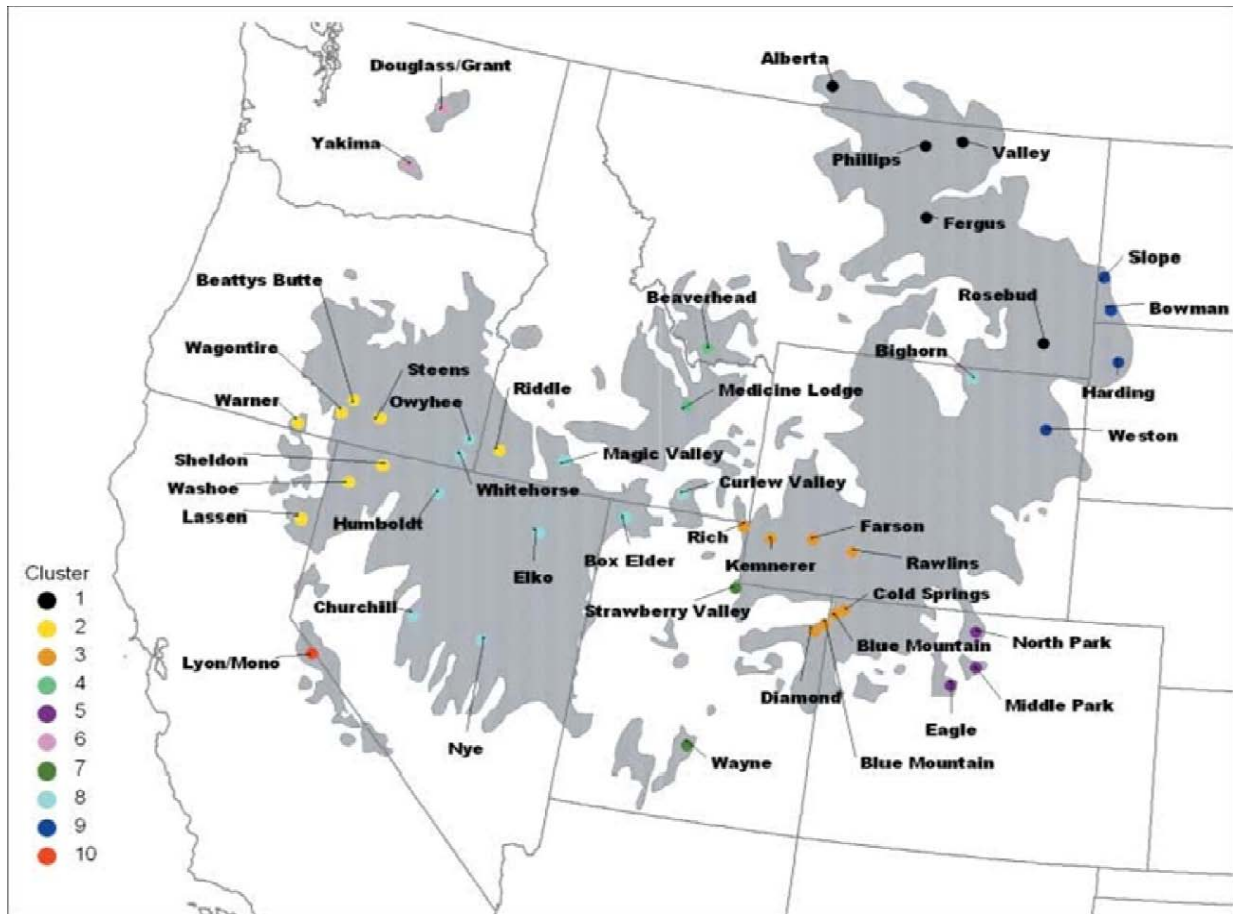 Douglass/Grant
Alberta
Yakima
Phillips
Valley
Fergus
Slope
Beattys Butte
Beaverhead
Rosebud
Bowman
Wagontire
Steens
Bighorn
Warner
Owyhee
Riddle
Medicine Lodge
Harding
Weston
Sheldon
Magic Valley
Washoe
Whitehorse
Curlew Valley
Lassen
Humboldt
Rich
Farson
Elko
Box Elder
Kemnerer
Rawlins
Cluster
1
2
3
4
5
6
7
8
9
10
Churchill
Strawberry Valley
Cold Springs
Lyon/Mono
Blue Mountain
North Park
Diamond
Middle Park
Eagle
Nye
Wayne
Blue Mountain